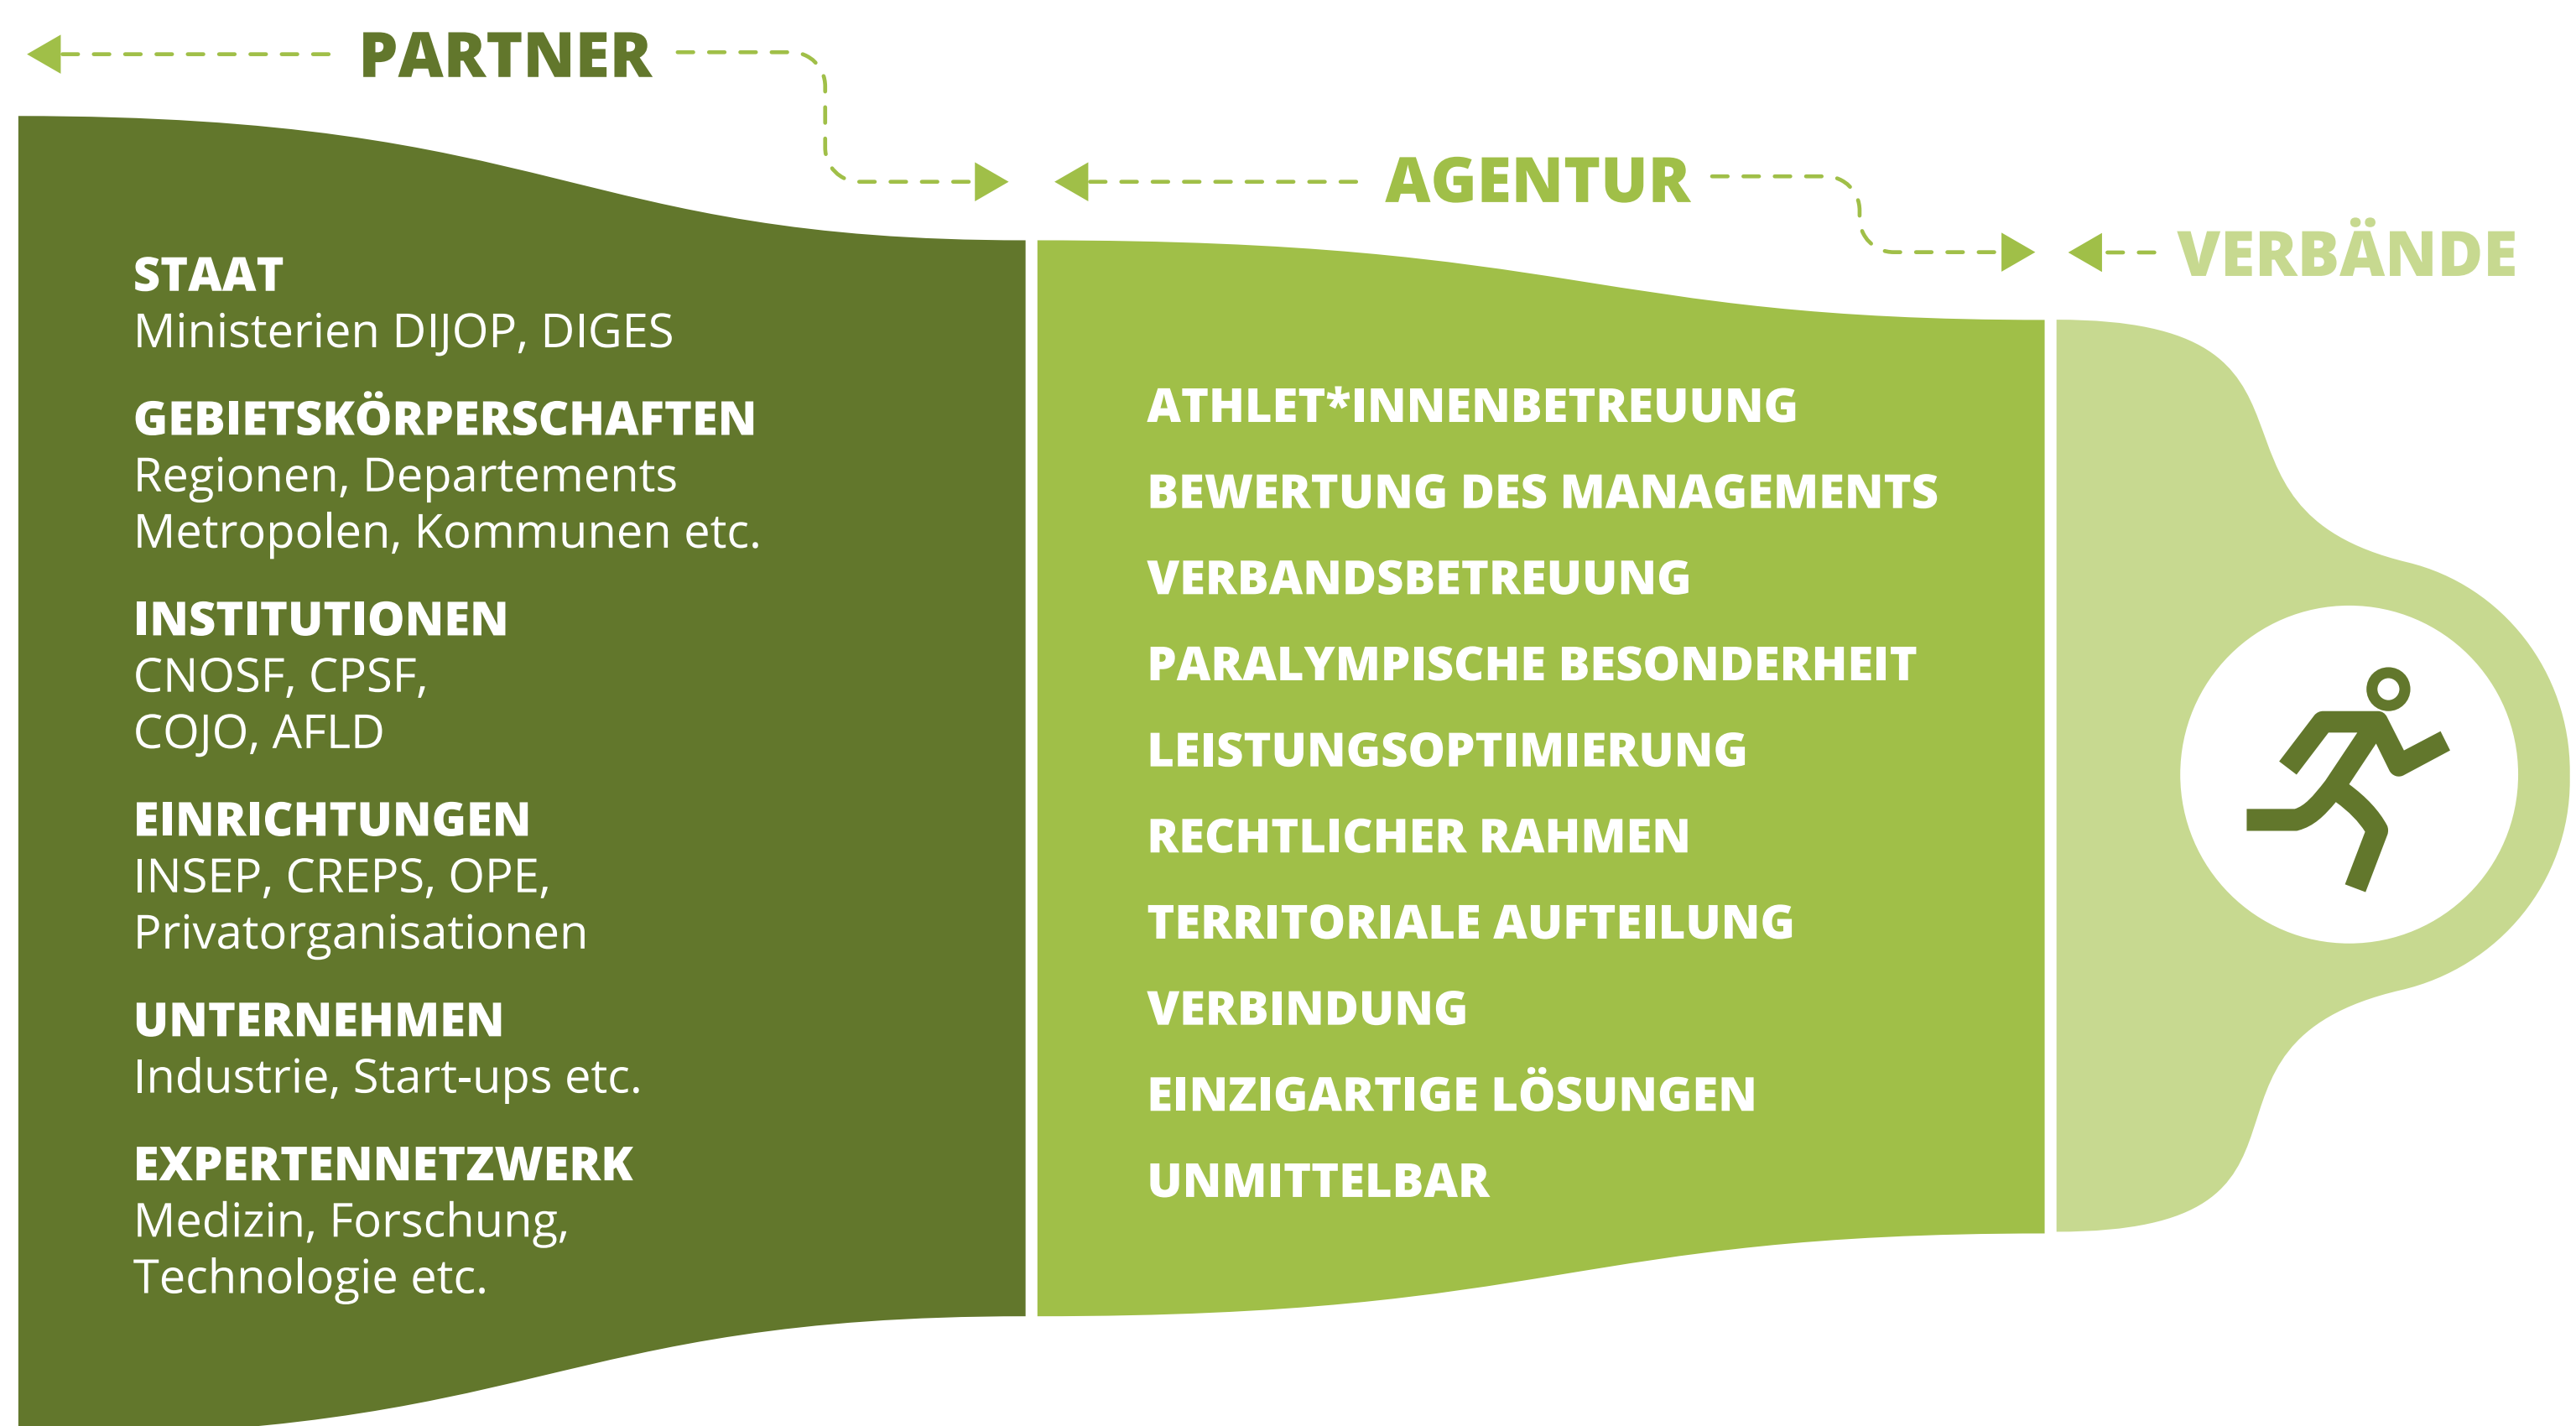 PARTNER
AGENTUR
VERBÄNDE
STAAT
Ministerien DIJOP, DIGES
GEBIETSKÖRPERSCHAFTEN
Regionen, Departements
Metropolen, Kommunen etc.
INSTITUTIONEN
CNOSF, CPSF,
COJO, AFLD
EINRICHTUNGEN
INSEP, CREPS, OPE,
Privatorganisationen
UNTERNEHMEN
Industrie, Start-ups etc.
EXPERTENNETZWERK
Medizin, Forschung,
Technologie etc.
ATHLET*INNENBETREUUNG
BEWERTUNG DES MANAGEMENTS
VERBANDSBETREUUNG
PARALYMPISCHE BESONDERHEIT
LEISTUNGSOPTIMIERUNG
RECHTLICHER RAHMEN
TERRITORIALE AUFTEILUNG
VERBINDUNG
EINZIGARTIGE LÖSUNGEN
UNMITTELBAR